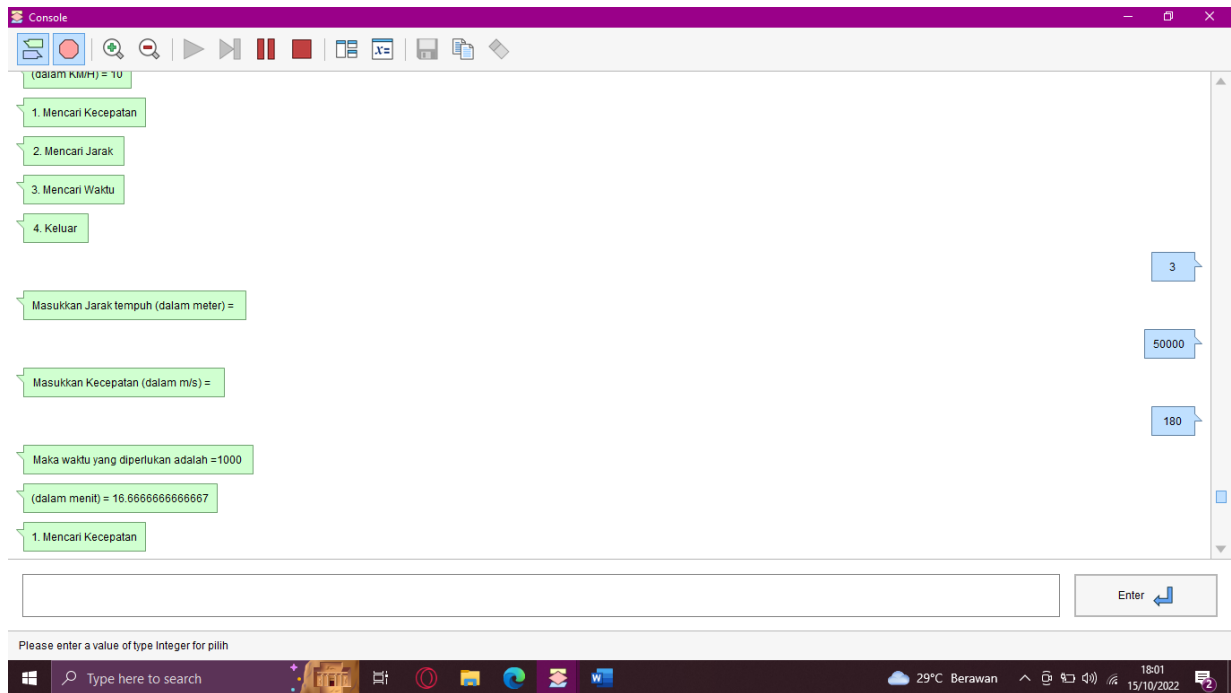 Console
x=
(dalam KM/H) = 10
1. Mencari Kecepatan
2. Mencari Jarak
3. Mencari Waktu
4. Keluar
3
Masukkan Jarak tempuh (dalam meter) =
50000
Masukkan Kecepatan (dalam m/s) =
180
Maka waktu yang diperlukan adalah =1000
(dalam menit) = 16.6666666666667
1. Mencari Kecepatan
Enter
Please enter a value of type Integer for pilih
Type here to search
W
29°C Berawan
18:01
15/10/2022
2